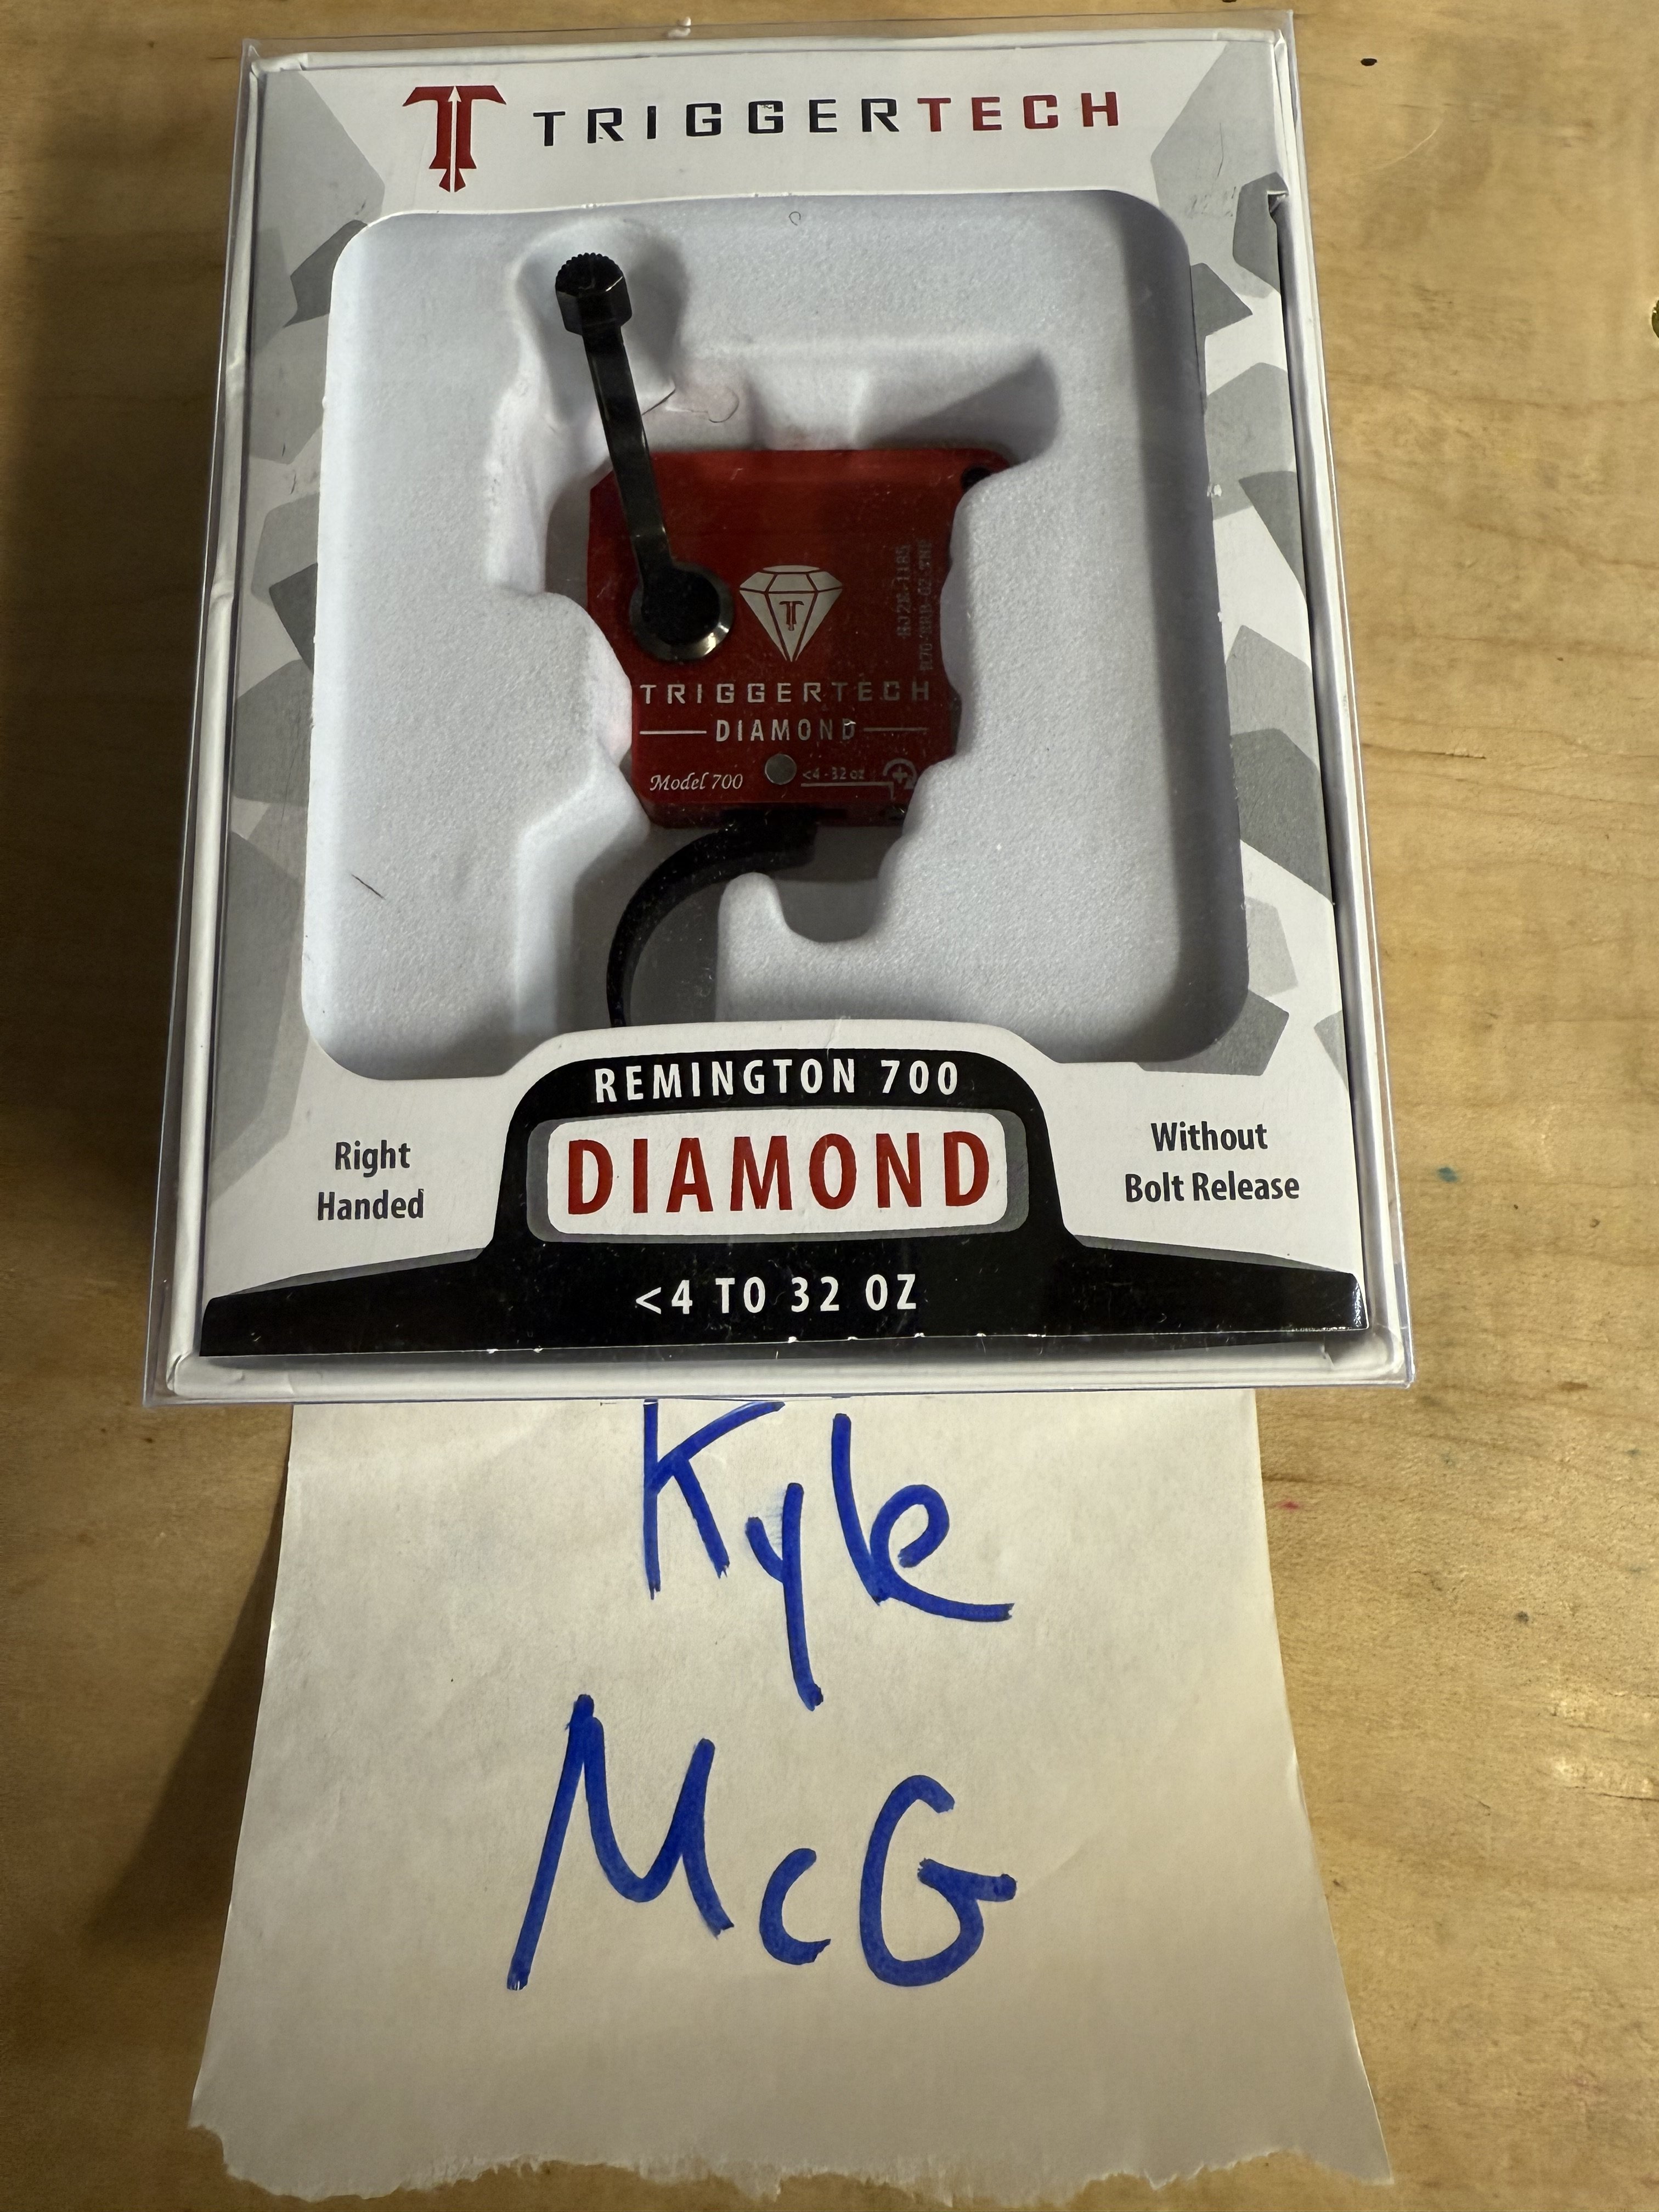 TRIGGERTECH
TRIGGERTECH
DIAMOND
Model 700
<4 - 32 oz
REMINGTON 700
DIAMOND
Right
Handed
Without
Bolt Release
<4 TO 32 OZ
Kyle
McG